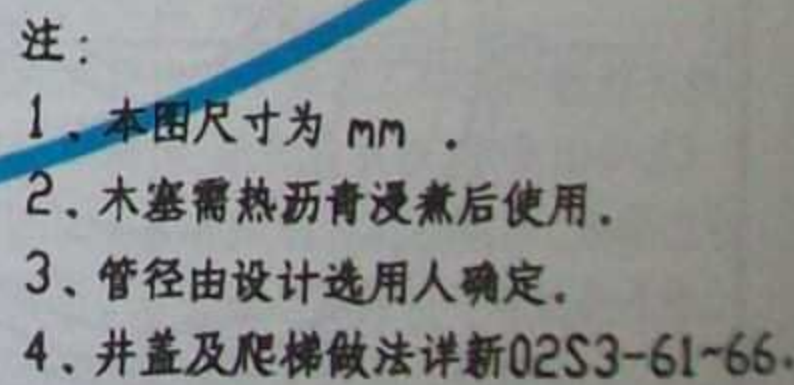 注：
1、本图尺寸为 mm .
2、木塞需热沥青浸煮后使用.
3、管径由设计选用人确定.
4、井盖及爬梯做法详新02S3-61~66.